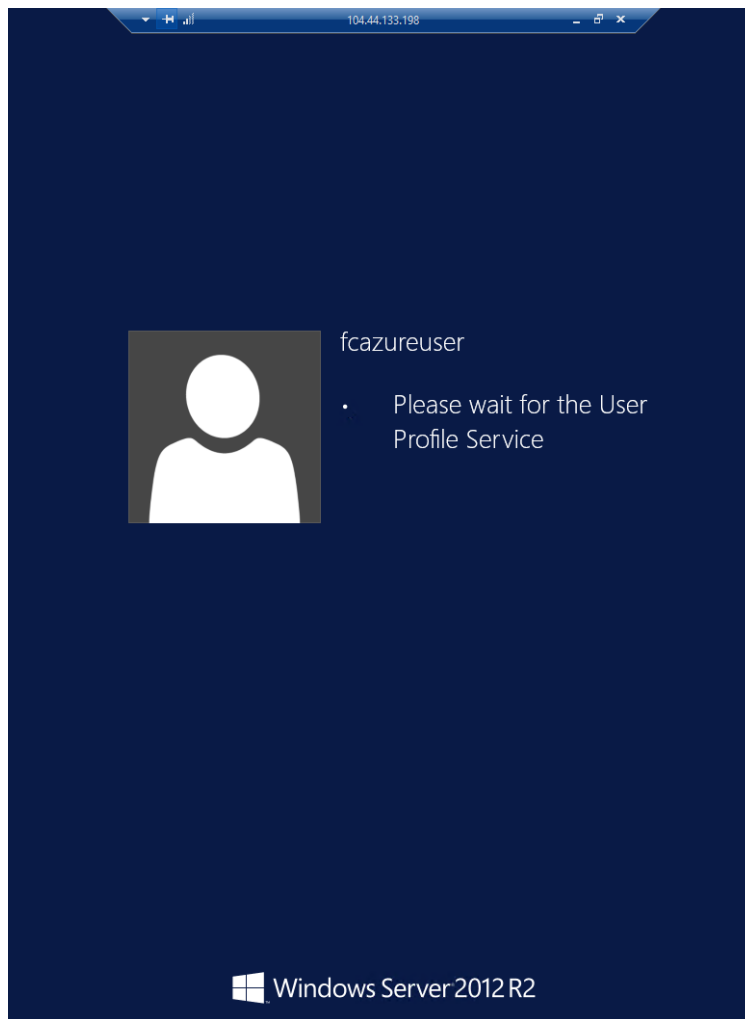 104.44.133.198
fcazureuser
Please wait for the User
Profile Service
Windows Server 2012 R2